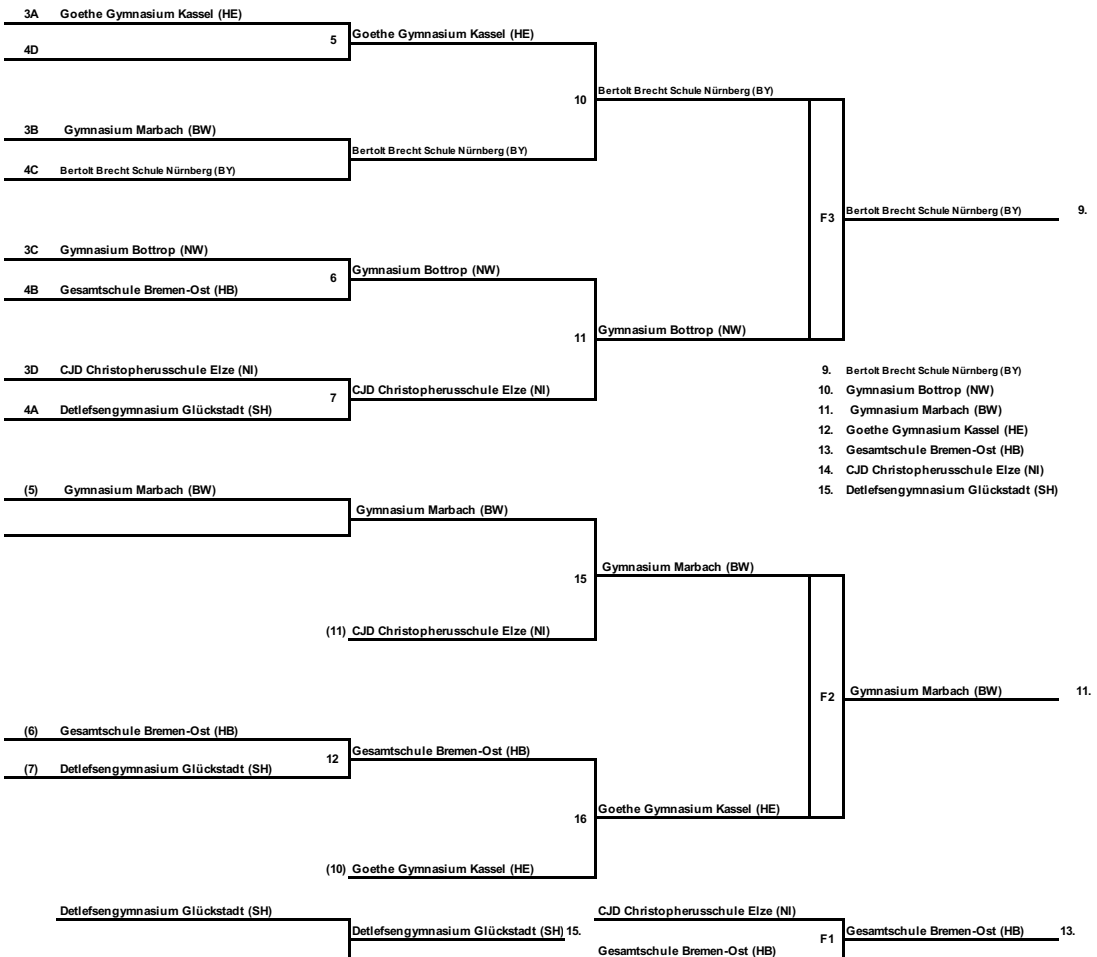 3A Goethe Gymnasium Kassel (HE)
5 Goethe Gymnasium Kassel (HE)
4D
10 Bertolt Brecht Schule Nürnberg (BY)
3B Gymnasium Marbach (BW)
Bertolt Brecht Schule Nürnberg (BY)
4C Bertolt Brecht Schule Nürnberg (BY)
F3 Bertolt Brecht Schule Nürnberg (BY) 9.
3C Gymnasium Bottrop (NW)
6 Gymnasium Bottrop (NW)
4B Gesamtschule Bremen-Ost (HB)
11 Gymnasium Bottrop (NW)
3D CJD Christopherusschule Elze (NI)
7 CJD Christopherusschule Elze (NI)
4A Detlefsengymnasium Glückstadt (SH)
9. Bertolt Brecht Schule Nürnberg (BY)
10. Gymnasium Bottrop (NW)
11. Gymnasium Marbach (BW)
12. Goethe Gymnasium Kassel (HE)
13. Gesamtschule Bremen-Ost (HB)
14. CJD Christopherusschule Elze (NI)
15. Detlefsengymnasium Glückstadt (SH)
(5) Gymnasium Marbach (BW)
Gymnasium Marbach (BW)
15 Gymnasium Marbach (BW)
(11) CJD Christopherusschule Elze (NI)
F2 Gymnasium Marbach (BW) 11.
(6) Gesamtschule Bremen-Ost (HB)
12 Gesamtschule Bremen-Ost (HB)
(7) Detlefsengymnasium Glückstadt (SH)
16 Goethe Gymnasium Kassel (HE)
(10) Goethe Gymnasium Kassel (HE)
Detlefsengymnasium Glückstadt (SH)
Detlefsengymnasium Glückstadt (SH) 15.
CJD Christopherusschule Elze (NI)
F1 Gesamtschule Bremen-Ost (HB) 13.
Gesamtschule Bremen-Ost (HB)